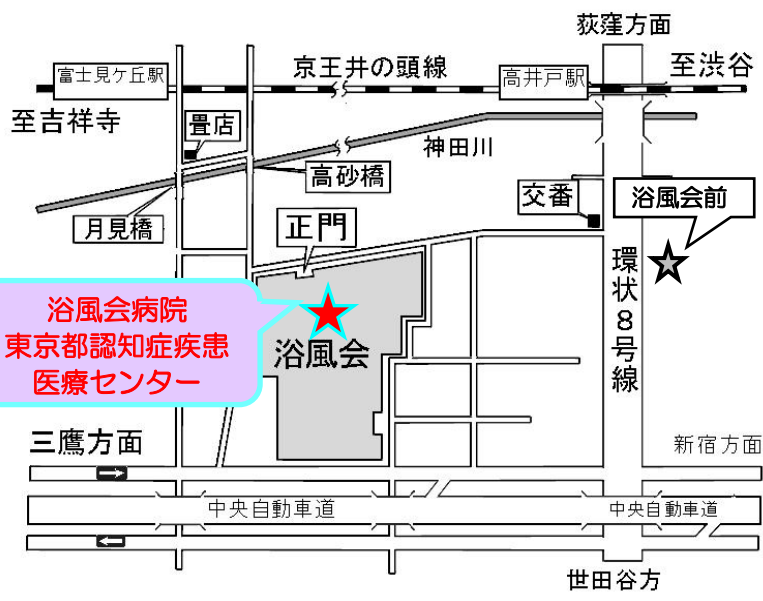 荻窪方面
富士見ケ丘駅
京王井の頭線
高井戸駅
至渋谷
至吉祥寺
畳店
神田川
高砂橋
交番
浴風会前
月見橋
正門
環状8号線
浴風会病院
東京都認知症疾患
医療センター
浴風会
三鷹方面
新宿方面
中央自動車道
中央自動車道
世田谷方